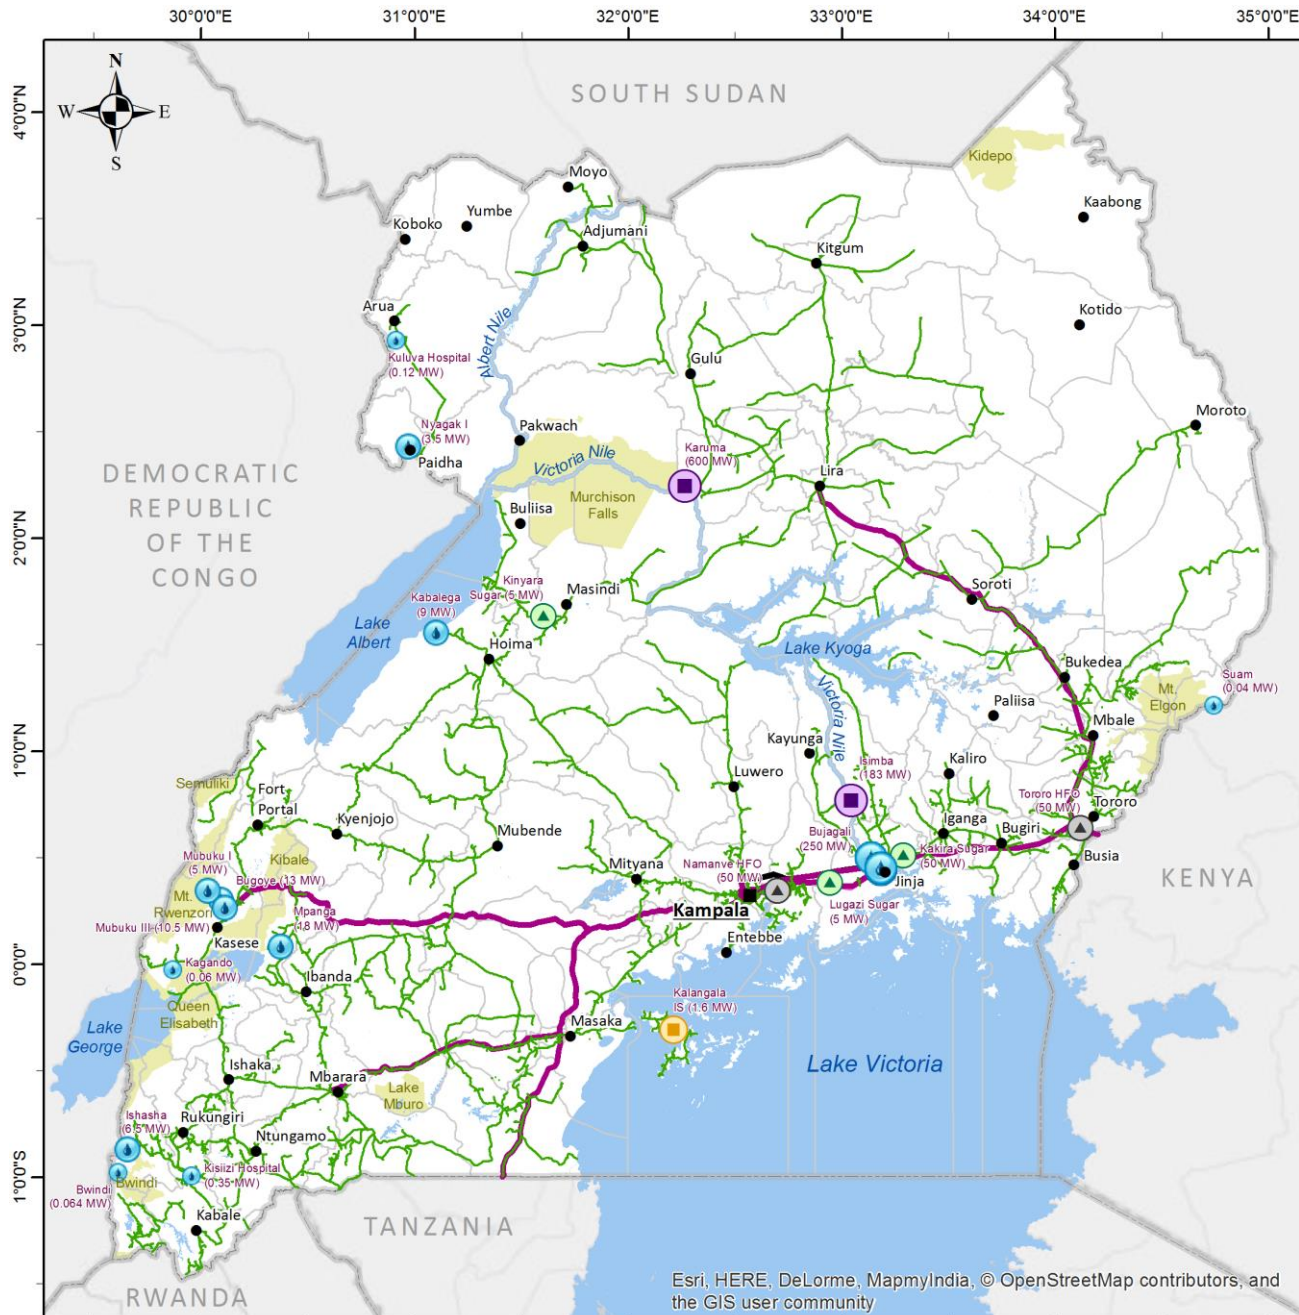 30°0'0"E
31°0'0"E
32°0'0"E
33°0'0"E
34°0'0"E
35°0'0"E
4°0'0"N
3°0'0"N
2°0'0"N
1°0'0"N
0°0'0"
1°0'0"S
N
W
E
S
SOUTH SUDAN
Kidepo
Moyo
Kaabong
Yumbe
Koboko
Adjumani
Kitgum
Arua
Albert Nile
Kotido
Kuluva Hospital
(0.12 MW)
Gulu
Moroto
Nyagak I
(3.5 MW)
Pakwach
Paidha
Karuma
(600 MW)
Victoria Nile
Lira
DEMOCRATIC
REPUBLIC
OF THE
CONGO
Murchison
Falls
Buliisa
Kinyara
Sugar (5 MW)
Masindi
Soroti
Kabalega
(9 MW)
Lake
Albert
Hoima
Lake Kyoga
Bukedea
Suam
(0.04 MW)
Mt.
Elgon
Paliisa
Mbale
Victoria Nile
Kayunga
Isimba
(183 MW)
Kaliro
Luwero
Semuliki
Fort
Portal
Kyenjojo
Mubende
Tororo HFO
(50 MW)
Tororo
Iganga
Bugiri
Bujagali
(250 MW)
Kakira Sugar
(50 MW)
Busia
Kibale
Mubuku I
(5 MW)
Bugoye (13 MW)
Mityana
Namanve HFO
(50 MW)
Jinja
KENYA
Mt.
Rwenzori
Mpanga
(18 MW)
Kampala
Lugazi Sugar
(5 MW)
Mubuku III (10.5 MW)
Kasese
Entebbe
Kagando
(0.06 MW)
Ibanda
Queen
Elisabeth
Kalangala
IS (1.6 MW)
Lake
George
Masaka
Lake Victoria
Ishaka
Mbarara
Lake
Mburo
Ishasha
(6.5 MW)
Rukungiri
Ntungamo
Kisiizi Hospital
(0.35 MW)
Bwindi
Bwindi
(0.064 MW)
Kabale
TANZANIA
RWANDA
Esri, HERE, DeLorme, MapmyIndia, © OpenStreetMap contributors, and
the GIS user community